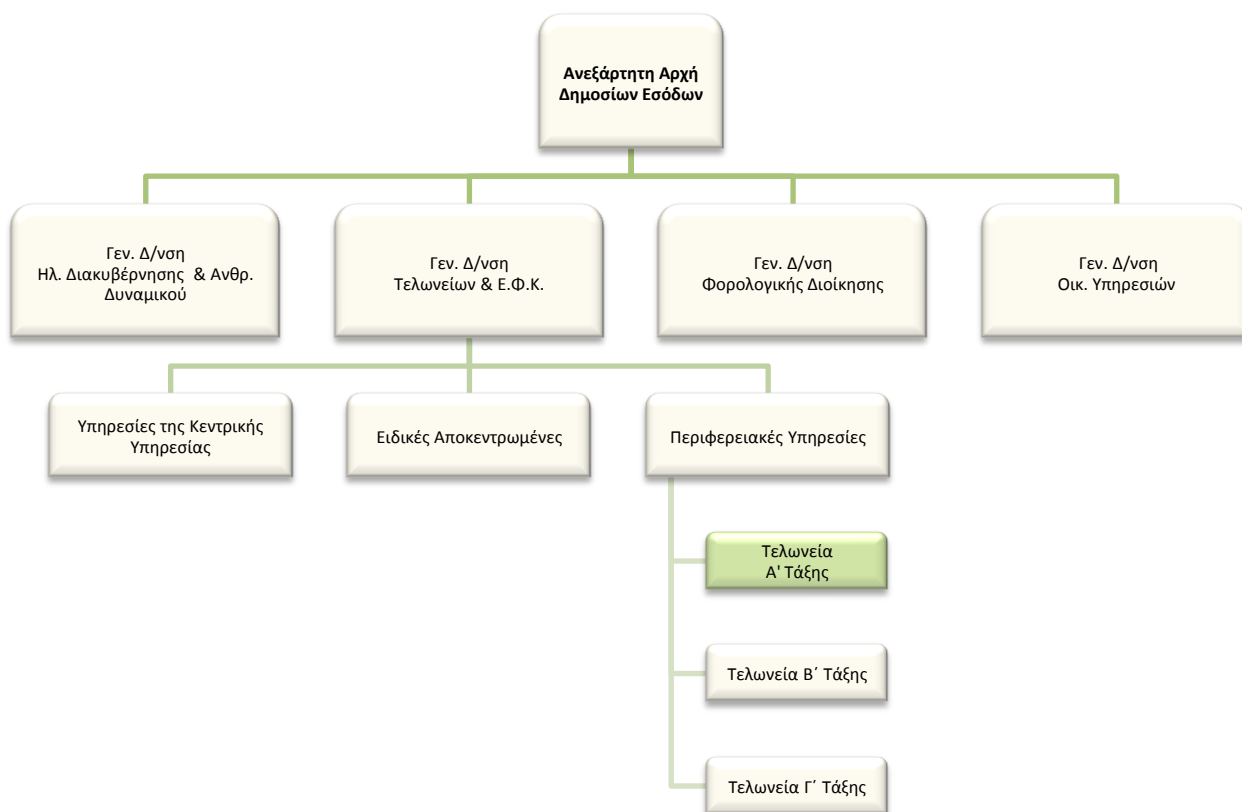 Ανεξάρτητη Αρχή
Δημοσίων Εσόδων
Γεν. Δ/νση
Ηλ. Διακυβέρνησης & Ανθρ.
Δυναμικού
Γεν. Δ/νση
Τελωνείων & Ε.Φ.Κ.
Γεν. Δ/νση
Φορολογικής Διοίκησης
Γεν. Δ/νση
Οικ. Υπηρεσιών
Υπηρεσίες της Κεντρικής
Υπηρεσίας
Ειδικές Αποκεντρωμένες
Περιφερειακές Υπηρεσίες
Τελωνεία
Α' Τάξης
Τελωνεία Β΄ Τάξης
Τελωνεία Γ΄ Τάξης